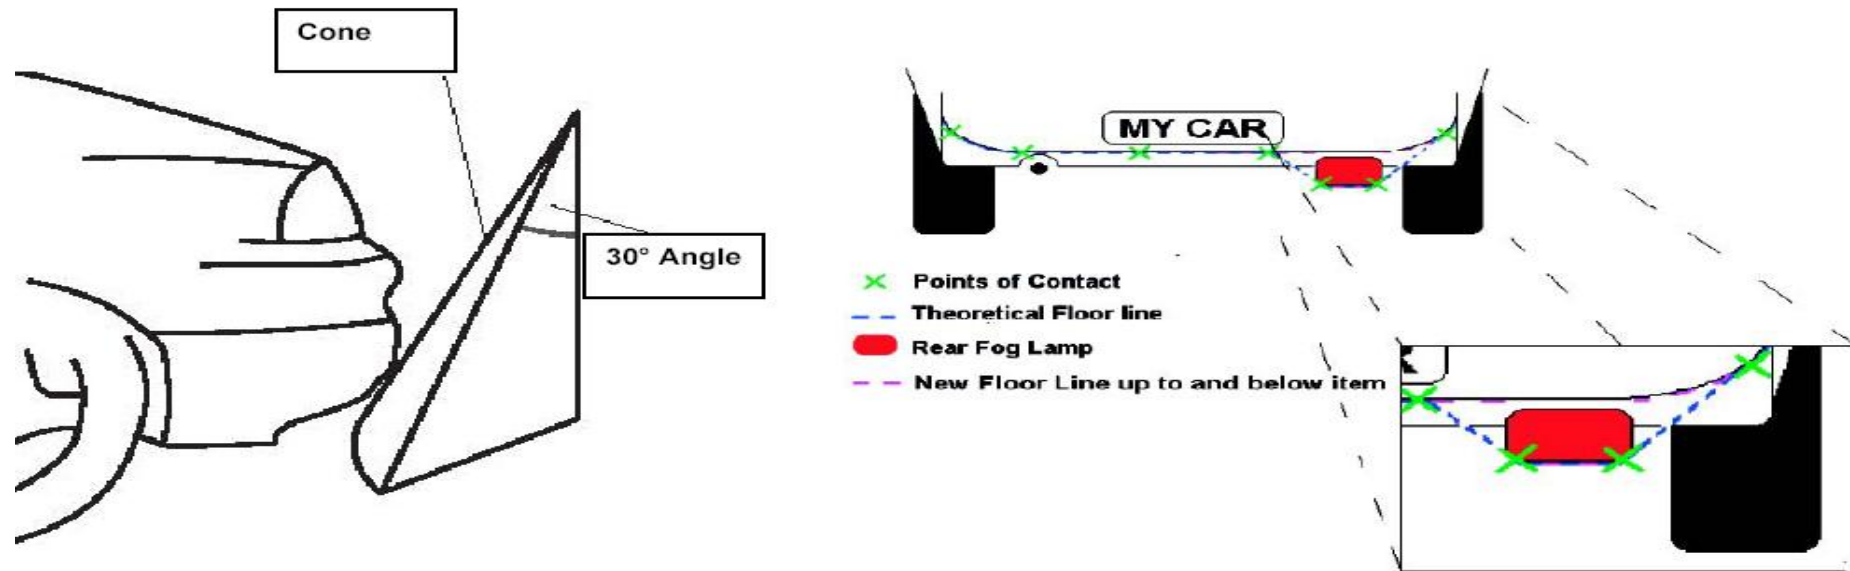 Cone
30° Angle
MY CAR
Points of Contact
Theoretical Floor line
Rear Fog Lamp
New Floor Line up to and below item